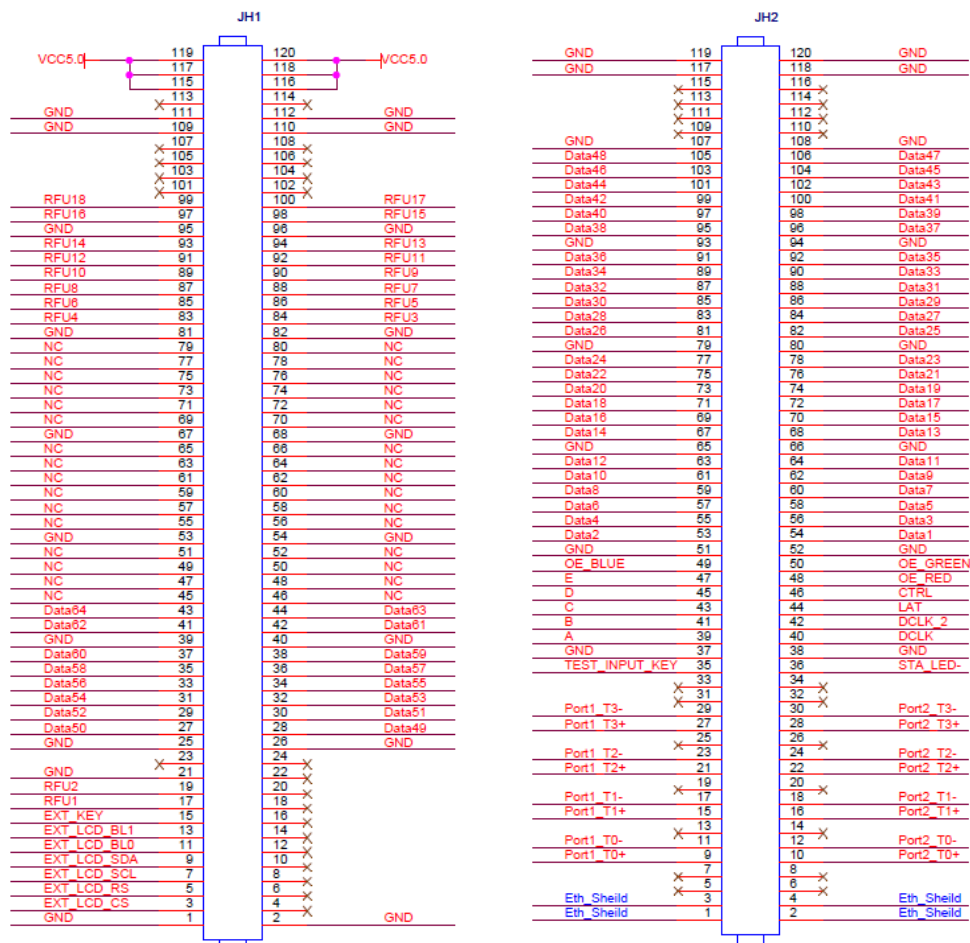 JH1
VCC5.0 119 120 VCC5.0
117 118
115 116
113 114
GND 111 112 GND
GND 109 110 GND
107 108
105 106
103 104
101 102
RFU18 99 100 RFU17
RFU16 97 98 RFU15
GND 95 96 GND
RFU14 93 94 RFU13
RFU12 91 92 RFU11
RFU10 89 90 RFU9
RFU8 87 88 RFU7
RFU6 85 86 RFU5
RFU4 83 84 RFU3
GND 81 82 GND
NC 79 80 NC
NC 77 78 NC
NC 75 76 NC
NC 73 74 NC
NC 71 72 NC
NC 69 70 NC
GND 67 68 GND
NC 65 66 NC
NC 63 64 NC
NC 61 62 NC
NC 59 60 NC
NC 57 58 NC
NC 55 56 NC
GND 53 54 GND
NC 51 52 NC
NC 49 50 NC
NC 47 48 NC
NC 45 46 NC
Data64 43 44 Data63
Data62 41 42 Data61
GND 39 40 GND
Data60 37 38 Data59
Data58 35 36 Data57
Data56 33 34 Data55
Data54 31 32 Data53
Data52 29 30 Data51
Data50 27 28 Data49
GND 25 26 GND
23 24
GND 21 22
RFU2 19 20
RFU1 17 18
EXT_KEY 15 16
EXT_LCD_BL1 13 14
EXT_LCD_BL0 11 12
EXT_LCD_SDA 9 10
EXT_LCD_SCL 7 8
EXT_LCD_RS 5 6
EXT_LCD_CS 3 4
GND 1 2 GND
JH2
GND 119 120 GND
GND 117 118 GND
115 116
113 114
111 112
109 110
GND 107 108 GND
Data48 105 106 Data47
Data46 103 104 Data45
Data44 101 102 Data43
Data42 99 100 Data41
Data40 97 98 Data39
Data38 95 96 Data37
GND 93 94 GND
Data36 91 92 Data35
Data34 89 90 Data33
Data32 87 88 Data31
Data30 85 86 Data29
Data28 83 84 Data27
Data26 81 82 Data25
GND 79 80 GND
Data24 77 78 Data23
Data22 75 76 Data21
Data20 73 74 Data19
Data18 71 72 Data17
Data16 69 70 Data15
Data14 67 68 Data13
GND 65 66 GND
Data12 63 64 Data11
Data10 61 62 Data9
Data8 59 60 Data7
Data6 57 58 Data5
Data4 55 56 Data3
Data2 53 54 Data1
GND 51 52 GND
OE_BLUE 49 50 OE_GREEN
E 47 48 OE_RED
D 45 46 CTRL
C 43 44 LAT
B 41 42 DCLK_2
A 39 40 DCLK
GND 37 38 GND
TEST_INPUT_KEY 35 36 STA_LED-
33 34
31 32
Port1_T3- 29 30 Port2_T3-
Port1_T3+ 27 28 Port2_T3+
25 26
Port1_T2- 23 24 Port2_T2-
Port1_T2+ 21 22 Port2_T2+
19 20
Port1_T1- 17 18 Port2_T1-
Port1_T1+ 15 16 Port2_T1+
13 14
Port1_T0- 11 12 Port2_T0-
Port1_T0+ 9 10 Port2_T0+
7 8
5 6
Eth_Sheild 3 4 Eth_Sheild
Eth_Sheild 1 2 Eth_Sheild